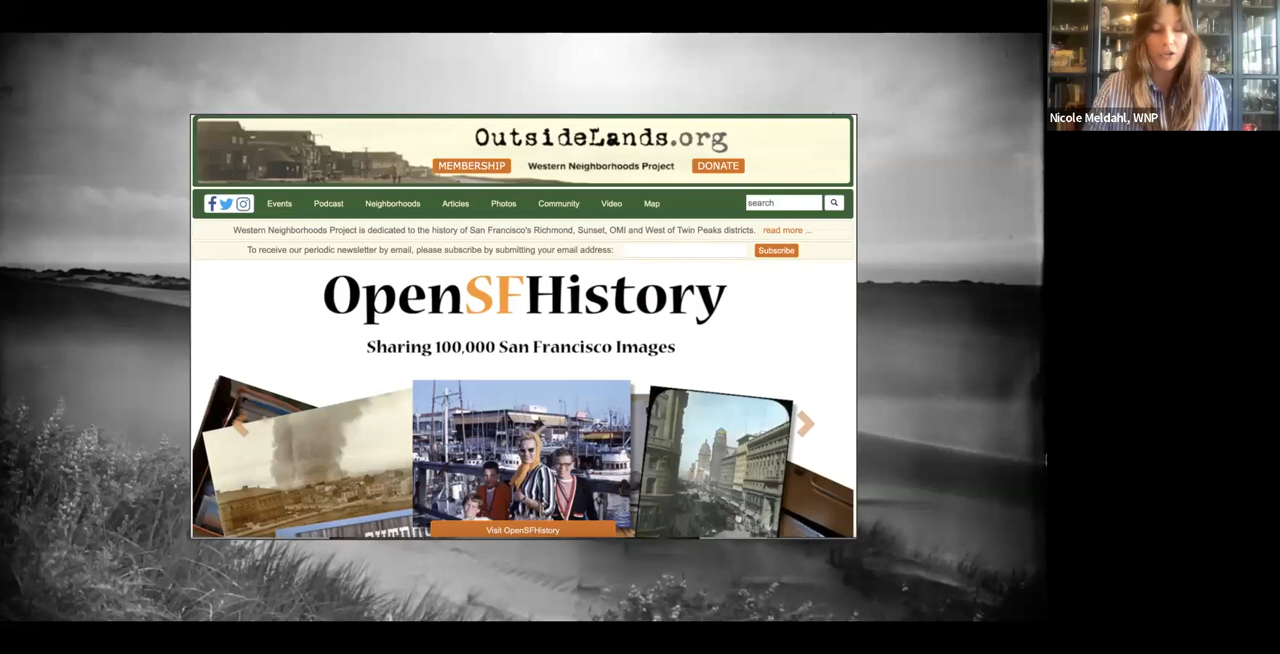 OutsideLands.org
MEMBERSHIP Western Neighborhoods Project DONATE
Events Podcast Neighborhoods Articles Photos Community Video Map search
Western Neighborhoods Project is dedicated to the history of San Francisco's Richmond, Sunset, OMI and West of Twin Peaks districts. read more ...
To receive our periodic newsletter by email, please subscribe by submitting your email address: Subscribe
OpenSFHistory
Sharing 100,000 San Francisco Images
Visit OpenSFHistory
Nicole Meldahl, WNP